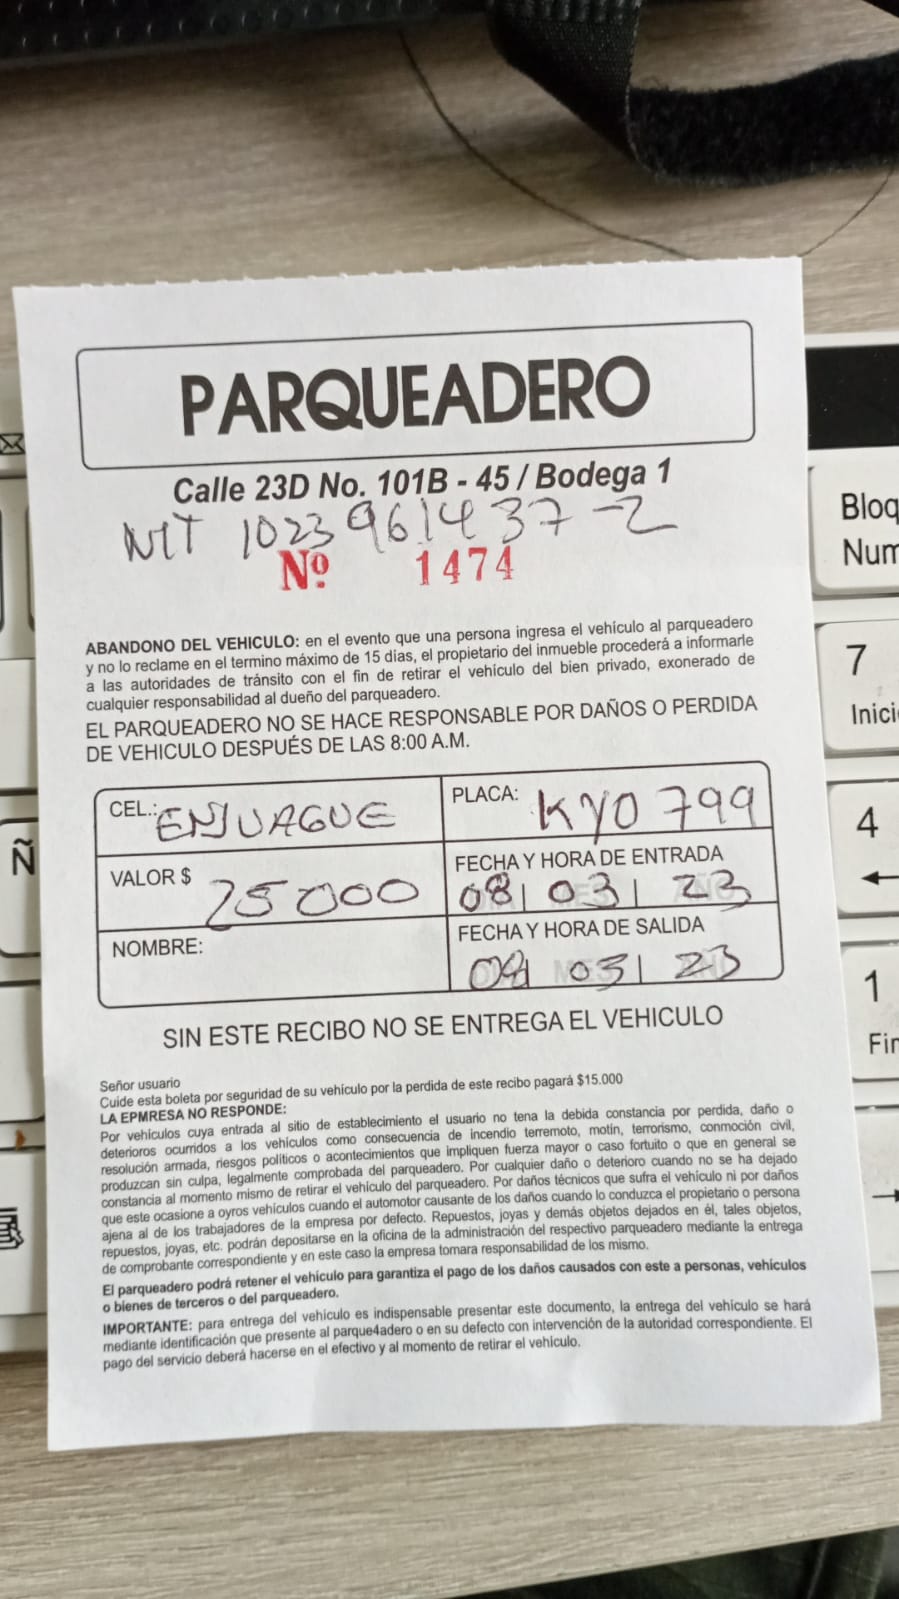 PARQUEADERO
Calle 23D No. 101B - 45 / Bodega 1
NIT 1023961437-2
Nº 1474
ABANDONO DEL VEHICULO: en el evento que una persona ingresa el vehículo al parqueadero
y no lo reclame en el termino máximo de 15 días, el propietario del inmueble procederá a informarle
a las autoridades de tránsito con el fin de retirar el vehículo del bien privado, exonerado de
cualquier responsabilidad al dueño del parqueadero.
EL PARQUEADERO NO SE HACE RESPONSABLE POR DAÑOS O PERDIDA
DE VEHICULO DESPUÉS DE LAS 8:00 A.M.
CEL.: ENJUAGUE
PLACA: KYO 799
VALOR $ 25000
FECHA Y HORA DE ENTRADA
08| 03| 23
NOMBRE:
FECHA Y HORA DE SALIDA
08| 03| 23
SIN ESTE RECIBO NO SE ENTREGA EL VEHICULO
Señor usuario
Cuide esta boleta por seguridad de su vehículo por la perdida de este recibo pagará $15.000
LA EPMRESA NO RESPONDE:
Por vehículos cuya entrada al sitio de establecimiento el usuario no tena la debida constancia por perdida, daño o
deterioros ocurridos a los vehículos como consecuencia de incendio terremoto, motín, terrorismo, conmoción civil,
resolución armada, riesgos políticos o acontecimientos que impliquen fuerza mayor o caso fortuito o que en general se
produzcan sin culpa, legalmente comprobada del parqueadero. Por cualquier daño o deterioro cuando no se ha dejado
constancia al momento mismo de retirar el vehículo del parqueadero. Por daños técnicos que sufra el vehículo ni por daños
que este ocasione a oyros vehículos cuando el automotor causante de los daños cuando lo conduzca el propietario o persona
ajena al de los trabajadores de la empresa por defecto. Repuestos, joyas y demás objetos dejados en él, tales objetos,
repuestos, joyas, etc. podrán depositarse en la oficina de la administración del respectivo parqueadero mediante la entrega
de comprobante correspondiente y en este caso la empresa tomara responsabilidad de los mismo.
El parqueadero podrá retener el vehículo para garantiza el pago de los daños causados con este a personas, vehículos
o bienes de terceros o del parqueadero.
IMPORTANTE: para entrega del vehículo es indispensable presentar este documento, la entrega del vehículo se hará
mediante identificación que presente al parque4adero o en su defecto con intervención de la autoridad correspondiente. El
pago del servicio deberá hacerse en el efectivo y al momento de retirar el vehículo.
Bloq
Num
7
Inici
4
1
Fin
Ñ